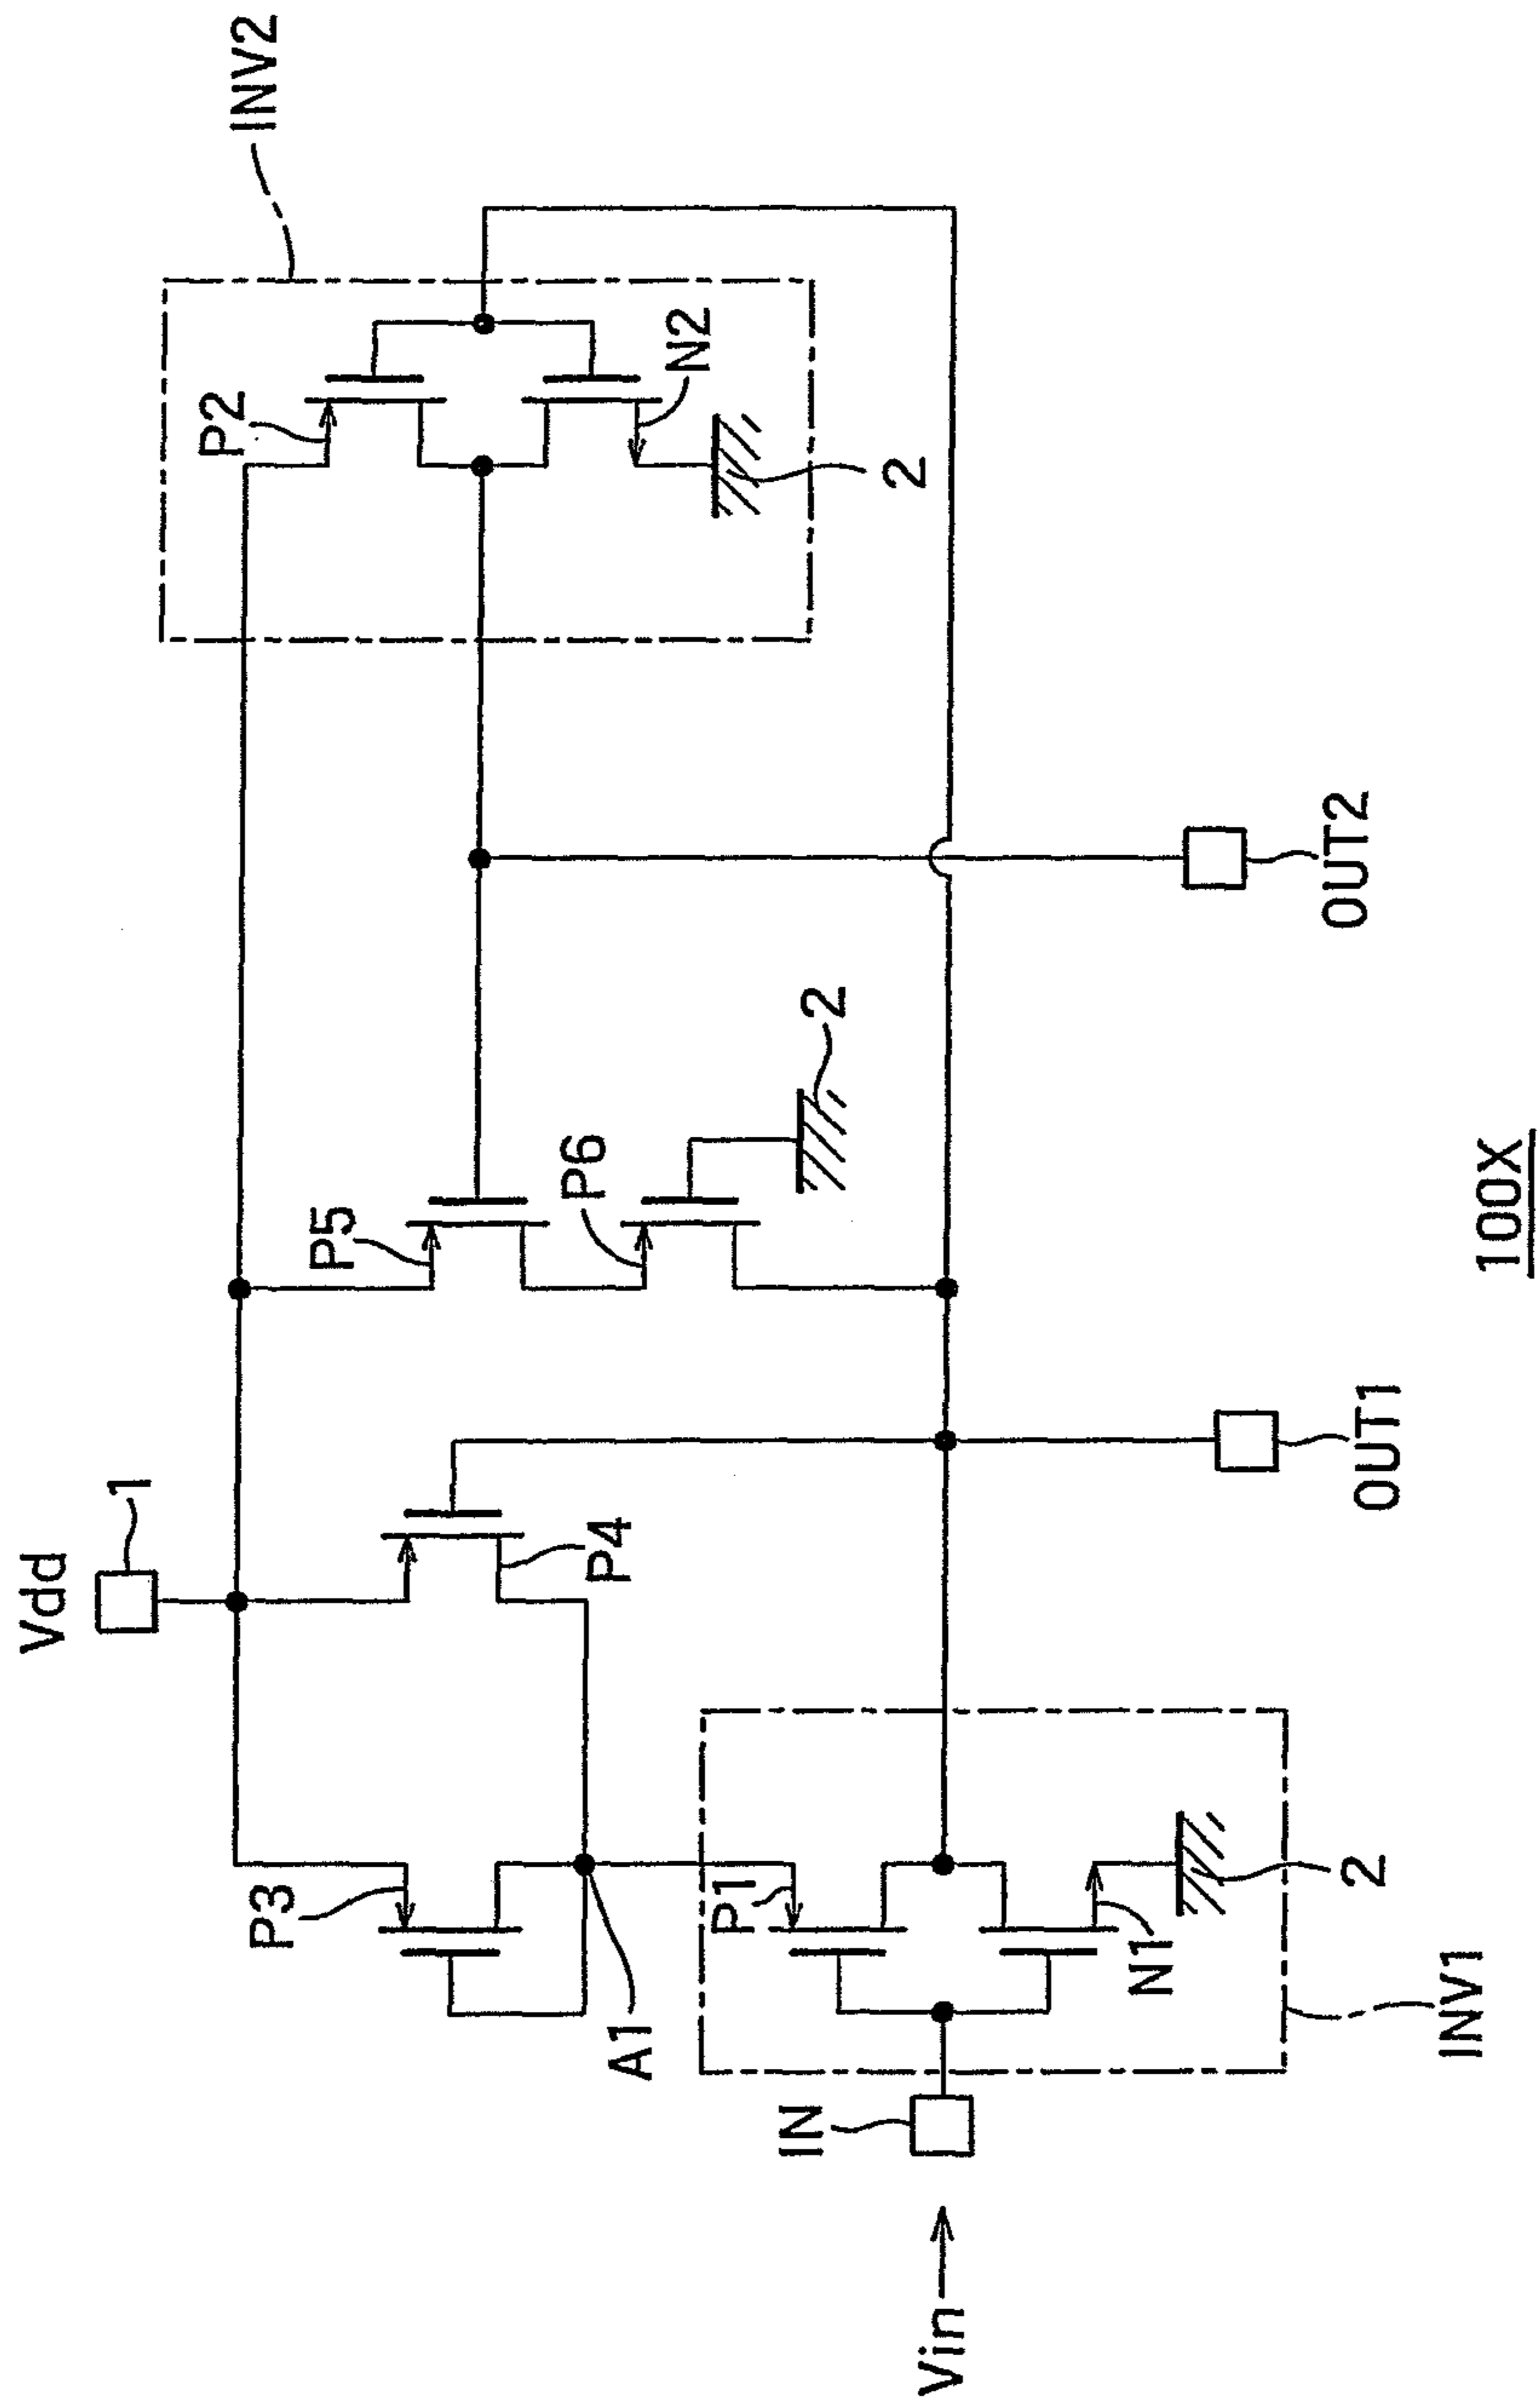 Vdd
1
INV2
P3
P4
P5
P2
A1
P6
N2
2
2
IN
P1
Vin
N1
2
INV1
OUT1
OUT2
100X